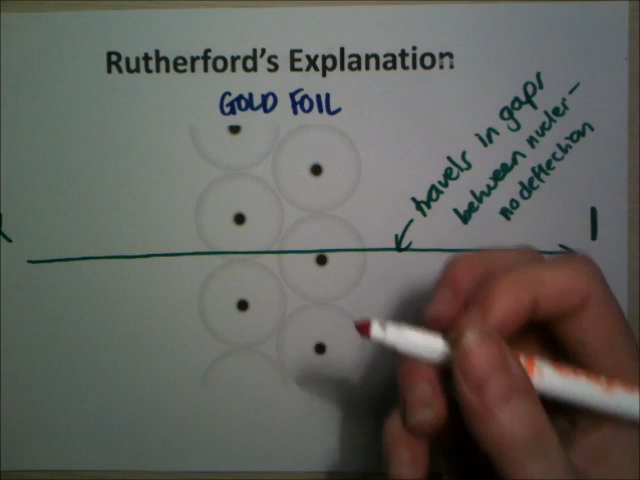 Rutherford's Explanation
GOLD FOIL
travels in gaps
between nuclei -
no deflection